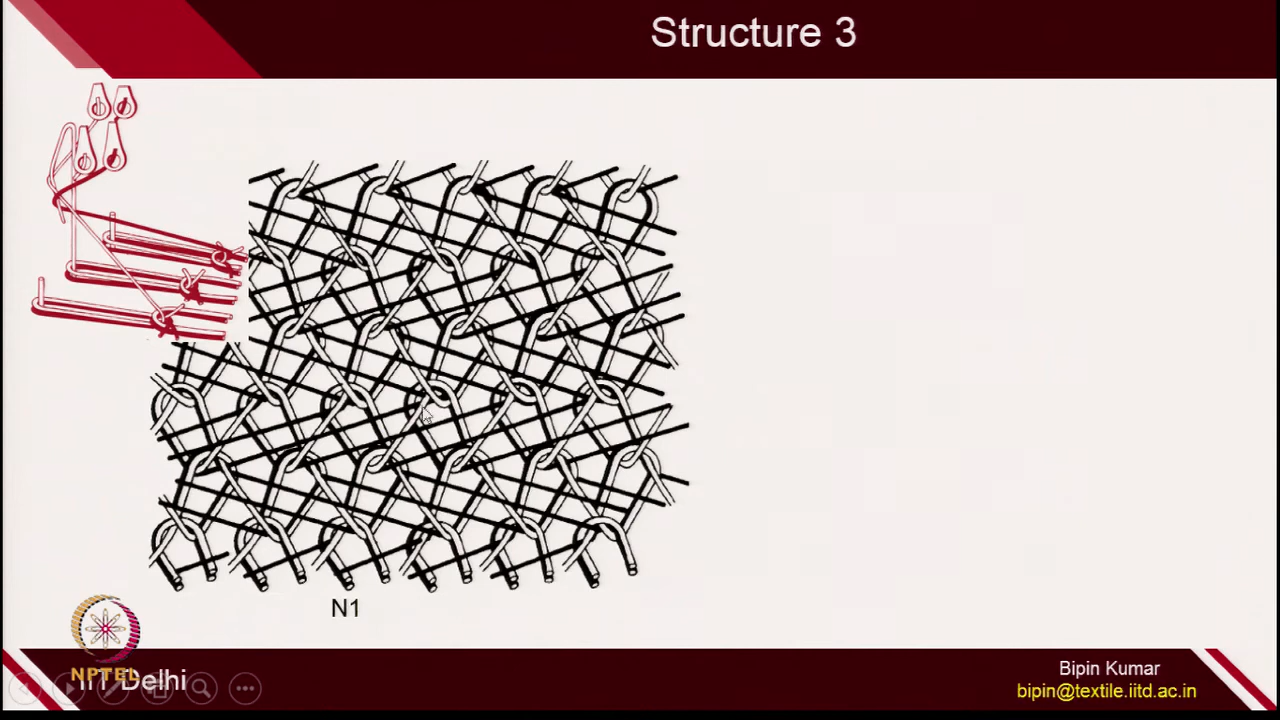 Structure 3
N1
NPTEL
IIT Delhi
Bipin Kumar
bipin@textile.iitd.ac.in